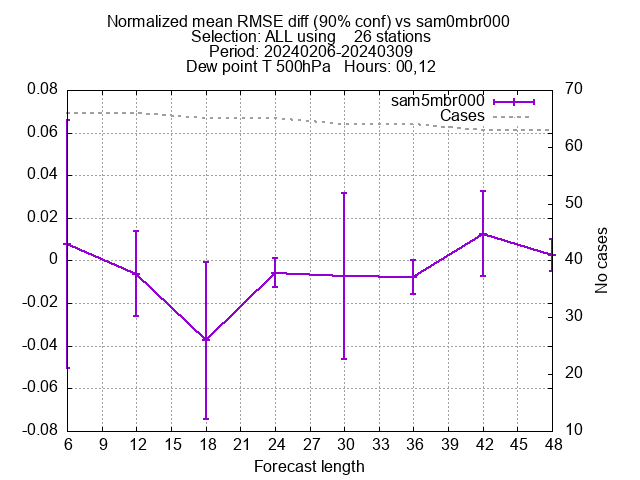 Normalized mean RMSE diff (90% conf) vs sam0mbr000
Selection: ALL using    26 stations
Period: 20240206-20240309
Dew point T 500hPa   Hours: 00,12
sam5mbr000
Cases
0.08
0.06
0.04
0.02
0
-0.02
-0.04
-0.06
-0.08
70
60
50
40
30
20
10
No cases
6 9 12 15 18 21 24 27 30 33 36 39 42 45 48
Forecast length